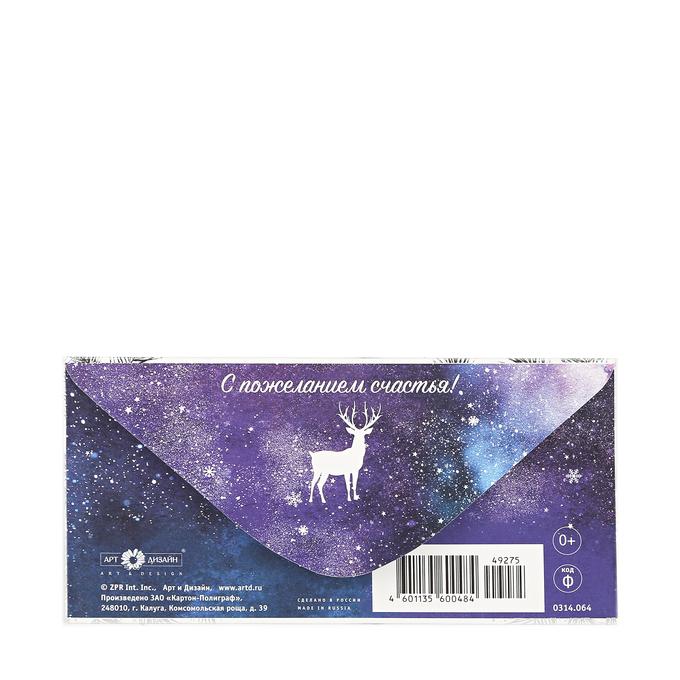 С пожеланием счастья!
АРТ ДИЗАЙН®
ART & DESIGN
© ZPR Int. Inc., Арт и Дизайн, www.artd.ru
Произведено ЗАО «Картон-Полиграф»,
248010, г. Калуга, Комсомольская роща, д. 39
СДЕЛАНО В РОССИИ
MADE IN RUSSIA
49275
4 601135 600484
0+
код
Ф
0314.064